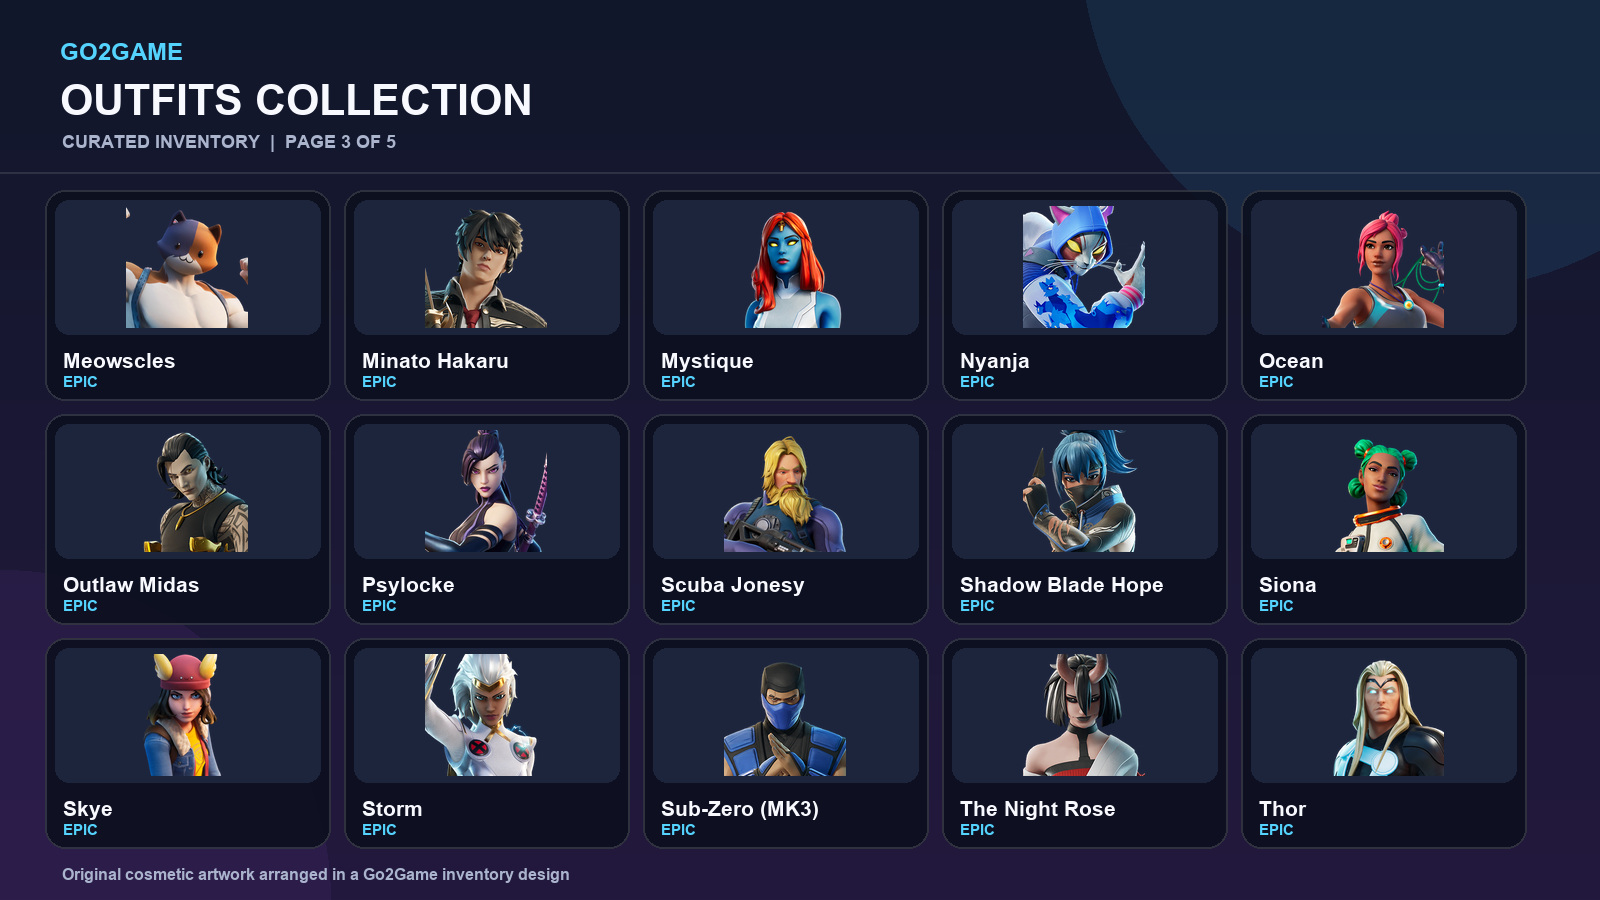 GO2GAME
OUTFITS COLLECTION
CURATED INVENTORY | PAGE 3 OF 5
Meowscles
EPIC
Minato Hakaru
EPIC
Mystique
EPIC
Nyanja
EPIC
Ocean
EPIC
Outlaw Midas
EPIC
Psylocke
EPIC
Scuba Jonesy
EPIC
Shadow Blade Hope
EPIC
Siona
EPIC
Skye
EPIC
Storm
EPIC
Sub-Zero (MK3)
EPIC
The Night Rose
EPIC
Thor
EPIC
Original cosmetic artwork arranged in a Go2Game inventory design